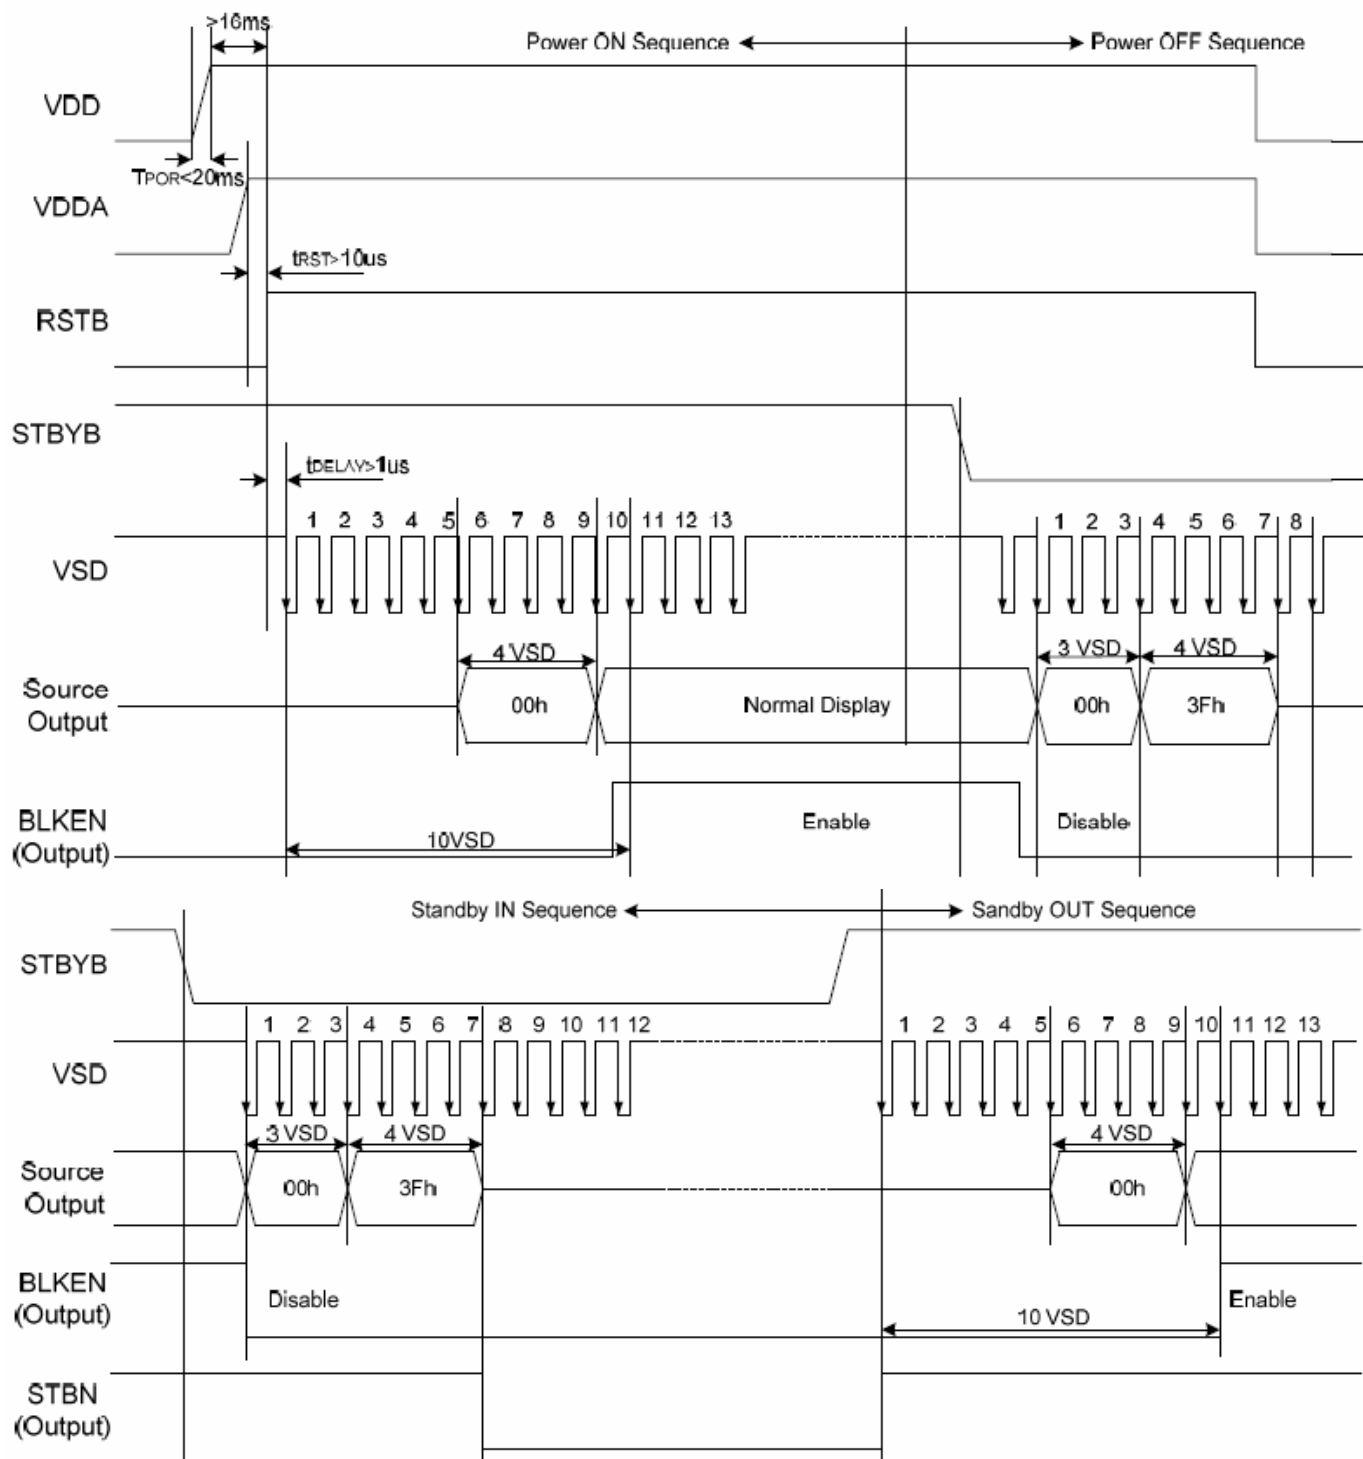 >16ms
Power ON Sequence
Power OFF Sequence
VDD
TPOR<20ms
VDDA
tRST>10us
RSTB
STBYB
tDELAY>1us
1 2 3 4 5 6 7 8 9 10 11 12 13
1 2 3 4 5 6 7 8
VSD
4 VSD
3 VSD
4 VSD
Source
Output
00h
Normal Display
00h
3Fh
BLKEN
(Output)
10VSD
Enable
Disable
Standby IN Sequence
Sandby OUT Sequence
STBYB
1 2 3 4 5 6 7 8 9 10 11 12
1 2 3 4 5 6 7 8 9 10 11 12 13
VSD
3 VSD
4 VSD
4 VSD
Source
Output
00h
3Fh
00h
BLKEN
(Output)
Disable
10 VSD
Enable
STBN
(Output)